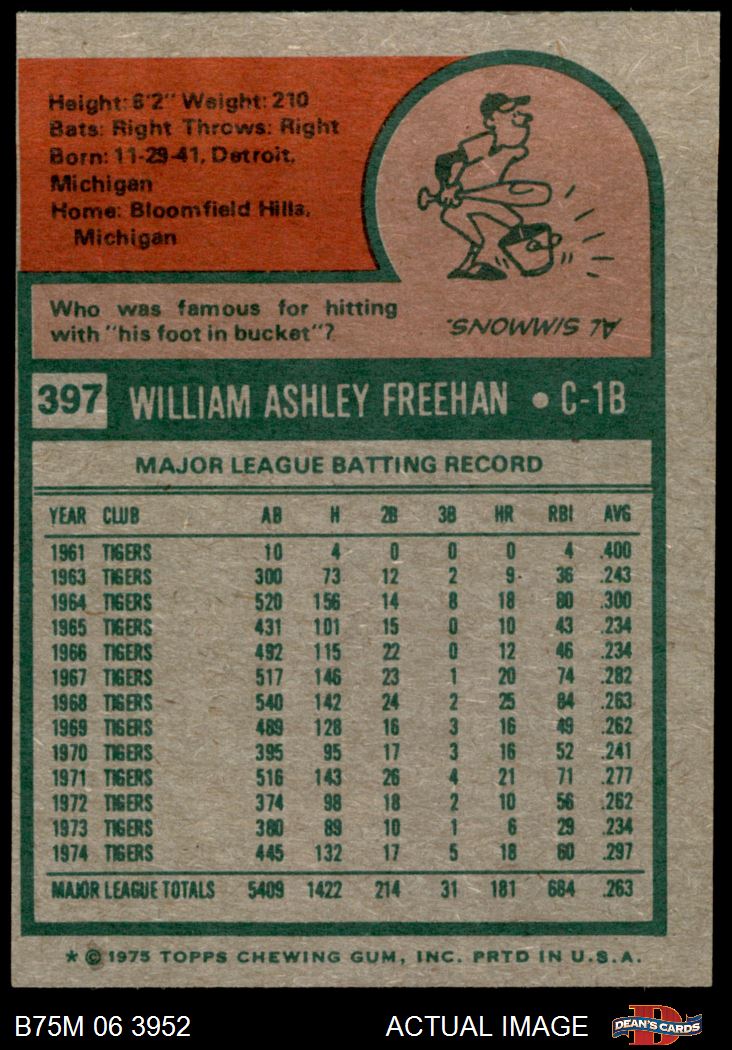 Height: 6'2" Weight: 210
Bats: Right Throws: Right
Born: 11-29-41, Detroit,
Michigan
Home: Bloomfield Hills,
Michigan
Who was famous for hitting
with "his foot in bucket"?
AL SIMMONS.
397 WILLIAM ASHLEY FREEHAN • C-1B
MAJOR LEAGUE BATTING RECORD
YEAR CLUB AB H 2B 3B HR RBI AVG
1961 TIGERS 10 4 0 0 0 4 .400
1963 TIGERS 300 73 12 2 9 36 .243
1964 TIGERS 520 156 14 8 18 80 .300
1965 TIGERS 431 101 15 0 10 43 .234
1966 TIGERS 492 115 22 0 12 46 .234
1967 TIGERS 517 146 23 1 20 74 .282
1968 TIGERS 540 142 24 2 25 84 .263
1969 TIGERS 489 128 16 3 16 49 .262
1970 TIGERS 395 95 17 3 16 52 .241
1971 TIGERS 516 143 26 4 21 71 .277
1972 TIGERS 374 98 18 2 10 56 .262
1973 TIGERS 380 89 10 1 6 29 .234
1974 TIGERS 445 132 17 5 18 60 .297
MAJOR LEAGUE TOTALS 5409 1422 214 31 181 684 .263
* © 1975 TOPPS CHEWING GUM, INC. PRTD IN U.S.A.
B75M 06 3952 ACTUAL IMAGE
D
DEAN'S CARDS